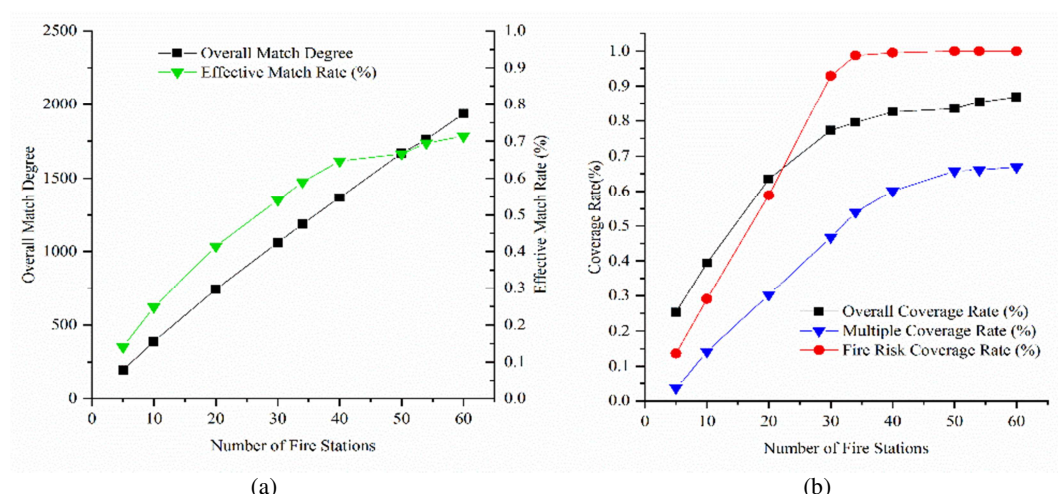 2500
2000
1500
1000
500
0
Overall Match Degree
Overall Match Degree
Effective Match Rate (%)
1.0
0.9
0.8
0.7
0.6
0.5
0.4
0.3
0.2
0.1
0.0
Effective Match Rate (%)
0 10 20 30 40 50 60
Number of Fire Stations
(a)
1.0
0.9
0.8
0.7
0.6
0.5
0.4
0.3
0.2
0.1
0.0
Coverage Rate(%)
Overall Coverage Rate (%)
Multiple Coverage Rate (%)
Fire Risk Coverage Rate (%)
0 10 20 30 40 50 60
Number of Fire Stations
(b)